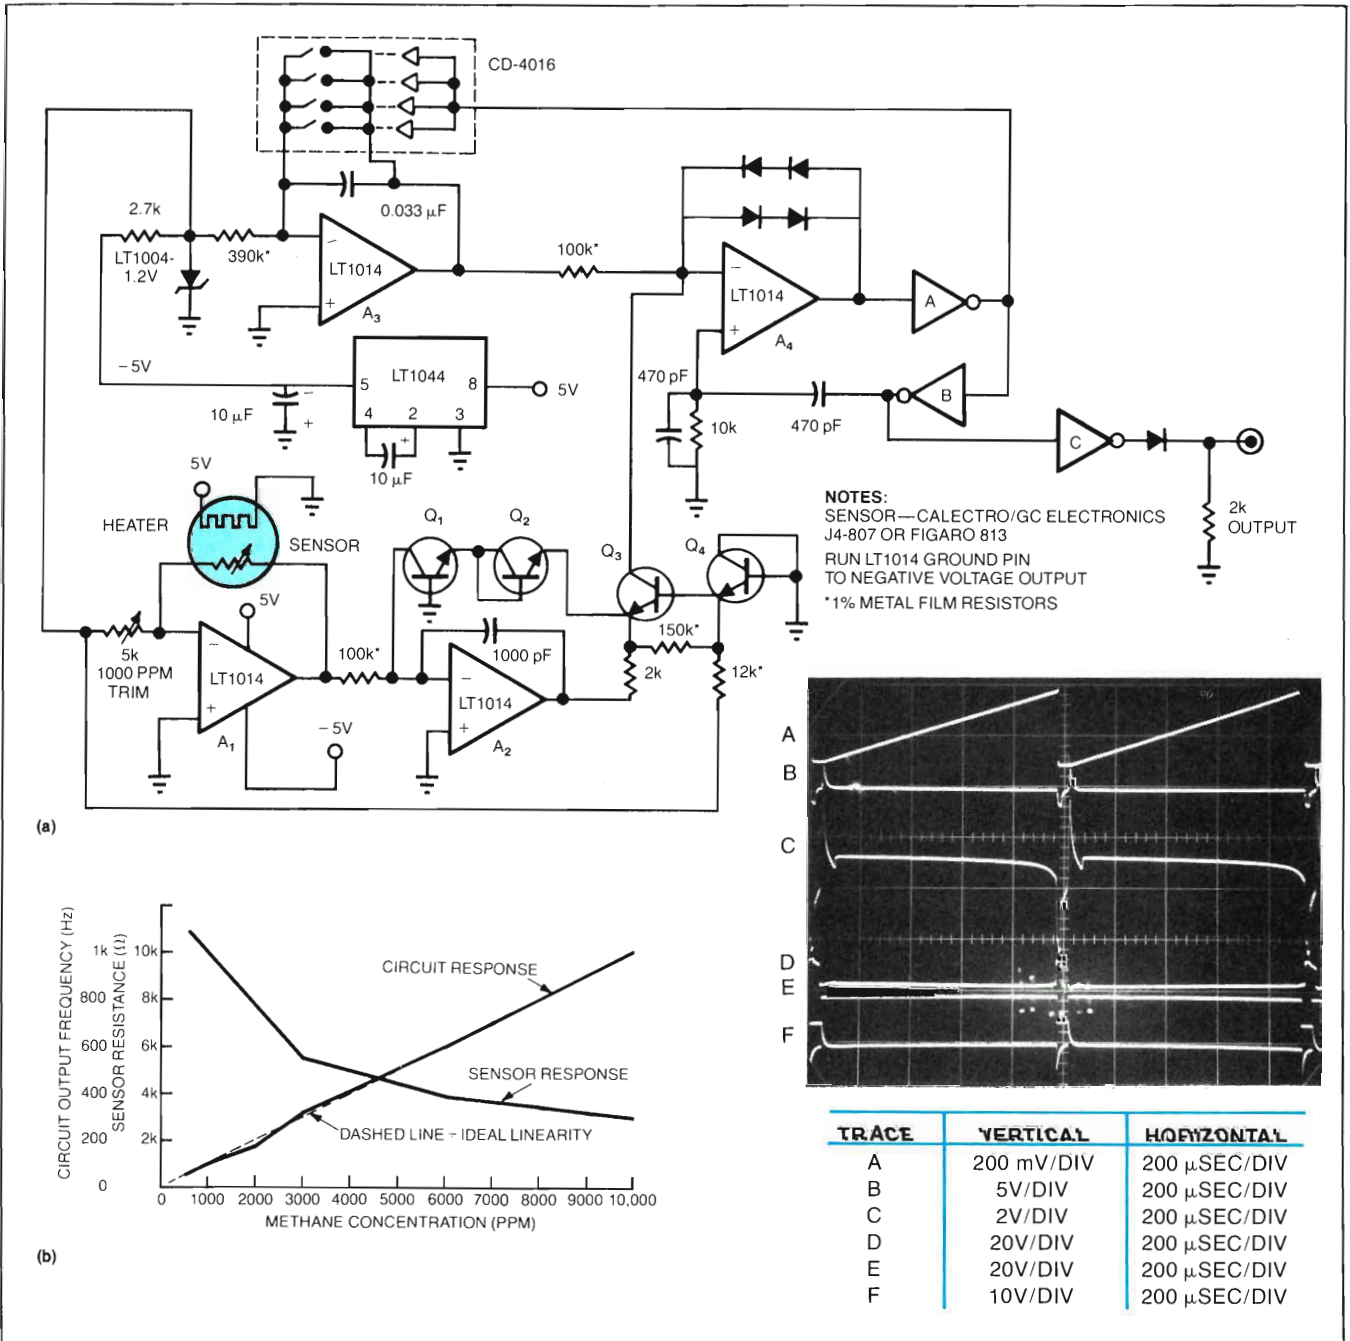 CD-4016
0.033 µF
2.7k
LT1004-
1.2V
390k*
−
LT1014
+
A3
100k*
−
LT1014
+
A4
A
B
C
−5V
10 µF
−
+
LT1044
5
8
4
2
3
5V
+
10 µF
470 pF
10k
470 pF
2k
OUTPUT
NOTES:
SENSOR—CALECTRO/GC ELECTRONICS
J4-807 OR FIGARO 813
RUN LT1014 GROUND PIN
TO NEGATIVE VOLTAGE OUTPUT
*1% METAL FILM RESISTORS
5V
HEATER
SENSOR
5V
5k
1000 PPM
TRIM
−
LT1014
+
A1
−5V
100k*
Q1
Q2
Q3
Q4
1000 pF
−
LT1014
+
A2
150k*
2k
12k*
(a)
A
B
C
D
E
F
CIRCUIT OUTPUT FREQUENCY (Hz)
SENSOR RESISTANCE (Ω)
1k
10k
800
8k
600
6k
400
4k
200
2k
0
CIRCUIT RESPONSE
SENSOR RESPONSE
DASHED LINE – IDEAL LINEARITY
0 1000 2000 3000 4000 5000 6000 7000 8000 9000 10,000
METHANE CONCENTRATION (PPM)
(b)
TRACE VERTICAL HORIZONTAL
A 200 mV/DIV 200 µSEC/DIV
B 5V/DIV 200 µSEC/DIV
C 2V/DIV 200 µSEC/DIV
D 20V/DIV 200 µSEC/DIV
E 20V/DIV 200 µSEC/DIV
F 10V/DIV 200 µSEC/DIV